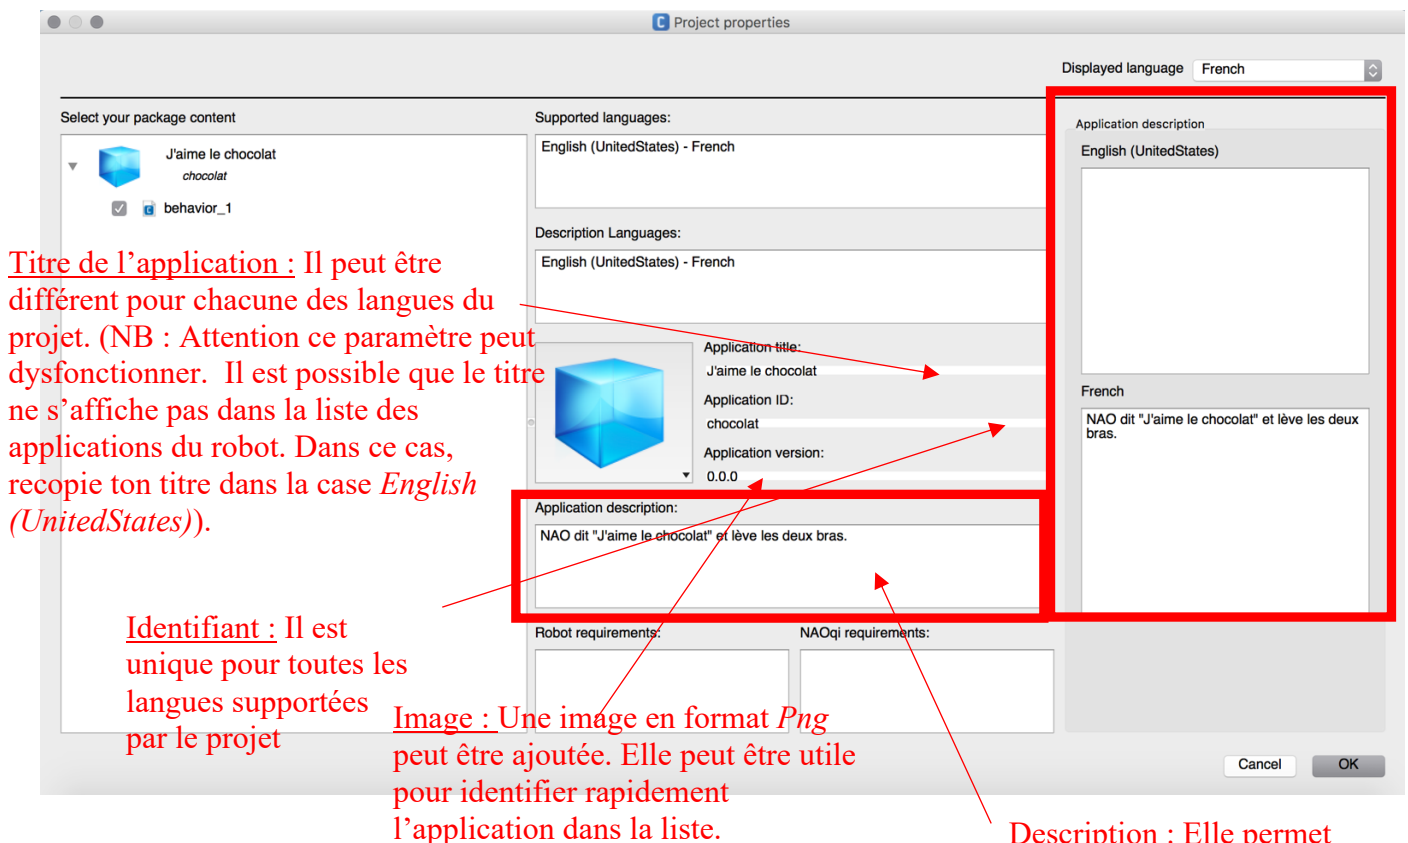 Project properties
Displayed language French
Select your package content
J'aime le chocolat
chocolat
behavior_1
Supported languages:
English (UnitedStates) - French
Description Languages:
English (UnitedStates) - French
Application title:
J'aime le chocolat
Application ID:
chocolat
Application version:
0.0.0
Application description:
NAO dit "J'aime le chocolat" et lève les deux bras.
Robot requirements:
NAOqi requirements:
Application description
English (UnitedStates)
French
NAO dit "J'aime le chocolat" et lève les deux
bras.
Cancel
OK
Titre de l’application : Il peut être
différent pour chacune des langues du
projet. (NB : Attention ce paramètre peut
dysfonctionner. Il est possible que le titre
ne s’affiche pas dans la liste des
applications du robot. Dans ce cas,
recopie ton titre dans la case English
(UnitedStates)).
Identifiant : Il est
unique pour toutes les
langues supportées
par le projet
Image : Une image en format Png
peut être ajoutée. Elle peut être utile
pour identifier rapidement
l’application dans la liste.
Description : Elle permet